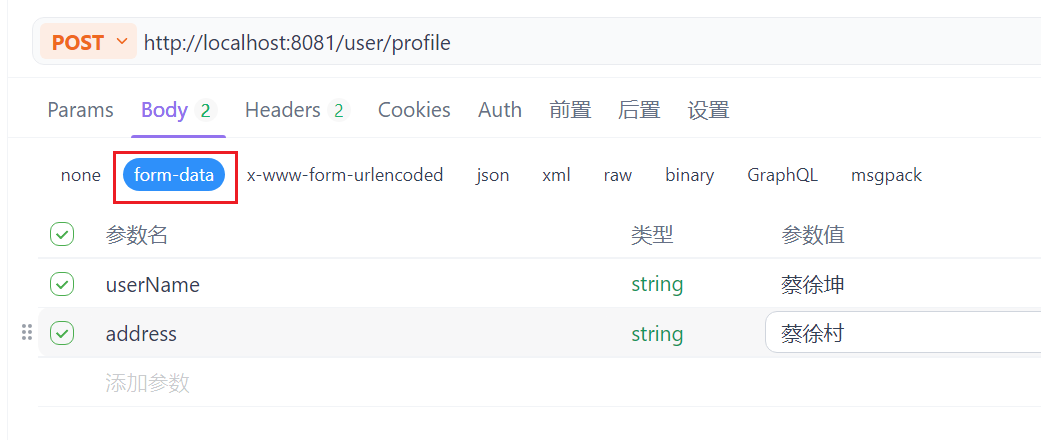 POST http://localhost:8081/user/profile
Params Body 2 Headers 2 Cookies Auth 前置 后置 设置
none form-data x-www-form-urlencoded json xml raw binary GraphQL msgpack
参数名 类型 参数值
userName string 蔡徐坤
address string 蔡徐村
添加参数